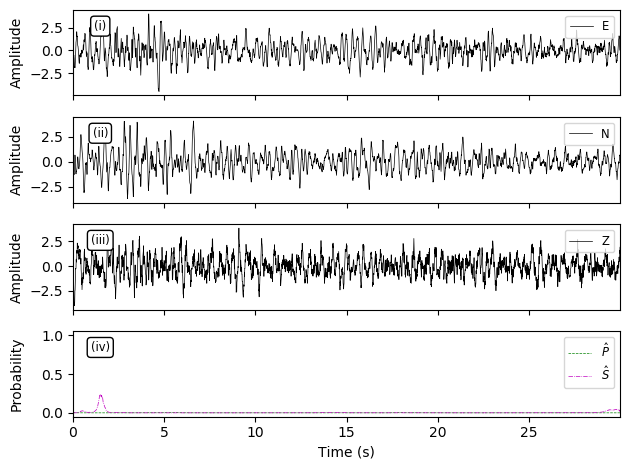 (i)
E
2.5
0.0
−2.5
Amplitude
(ii)
N
2.5
0.0
−2.5
Amplitude
(iii)
Z
2.5
0.0
−2.5
Amplitude
(iv)
P̂
Ŝ
1.0
0.5
0.0
Probability
0 5 10 15 20 25
Time (s)